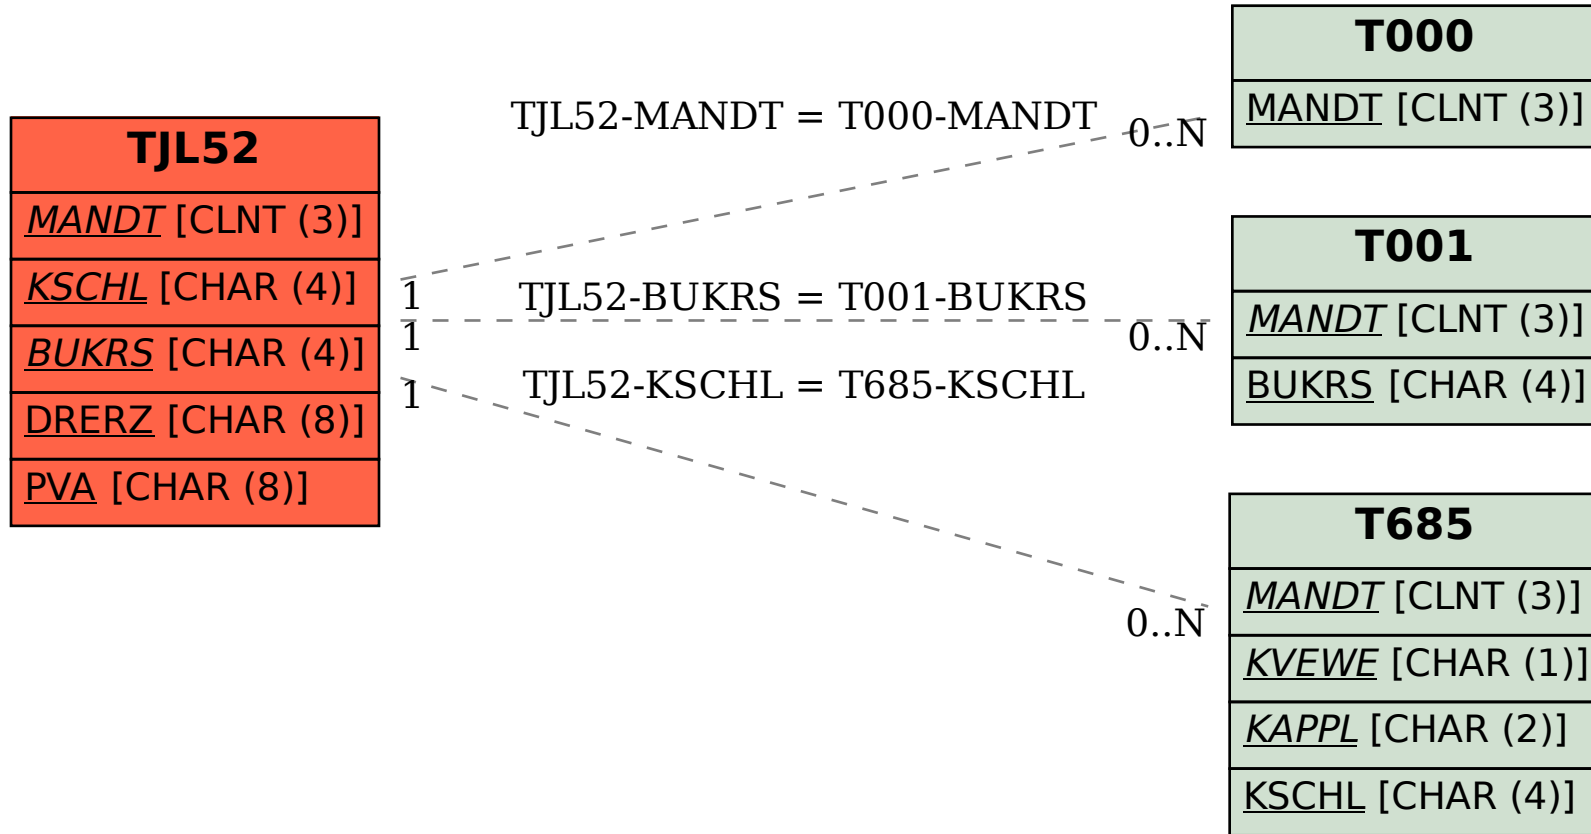 TJL52
MANDT [CLNT (3)]
KSCHL [CHAR (4)]
BUKRS [CHAR (4)]
DRERZ [CHAR (8)]
PVA [CHAR (8)]
TJL52-MANDT = T000-MANDT
0..N
1
TJL52-BUKRS = T001-BUKRS
0..N
1
TJL52-KSCHL = T685-KSCHL
0..N
1
T000
MANDT [CLNT (3)]
T001
MANDT [CLNT (3)]
BUKRS [CHAR (4)]
T685
MANDT [CLNT (3)]
KVEWE [CHAR (1)]
KAPPL [CHAR (2)]
KSCHL [CHAR (4)]